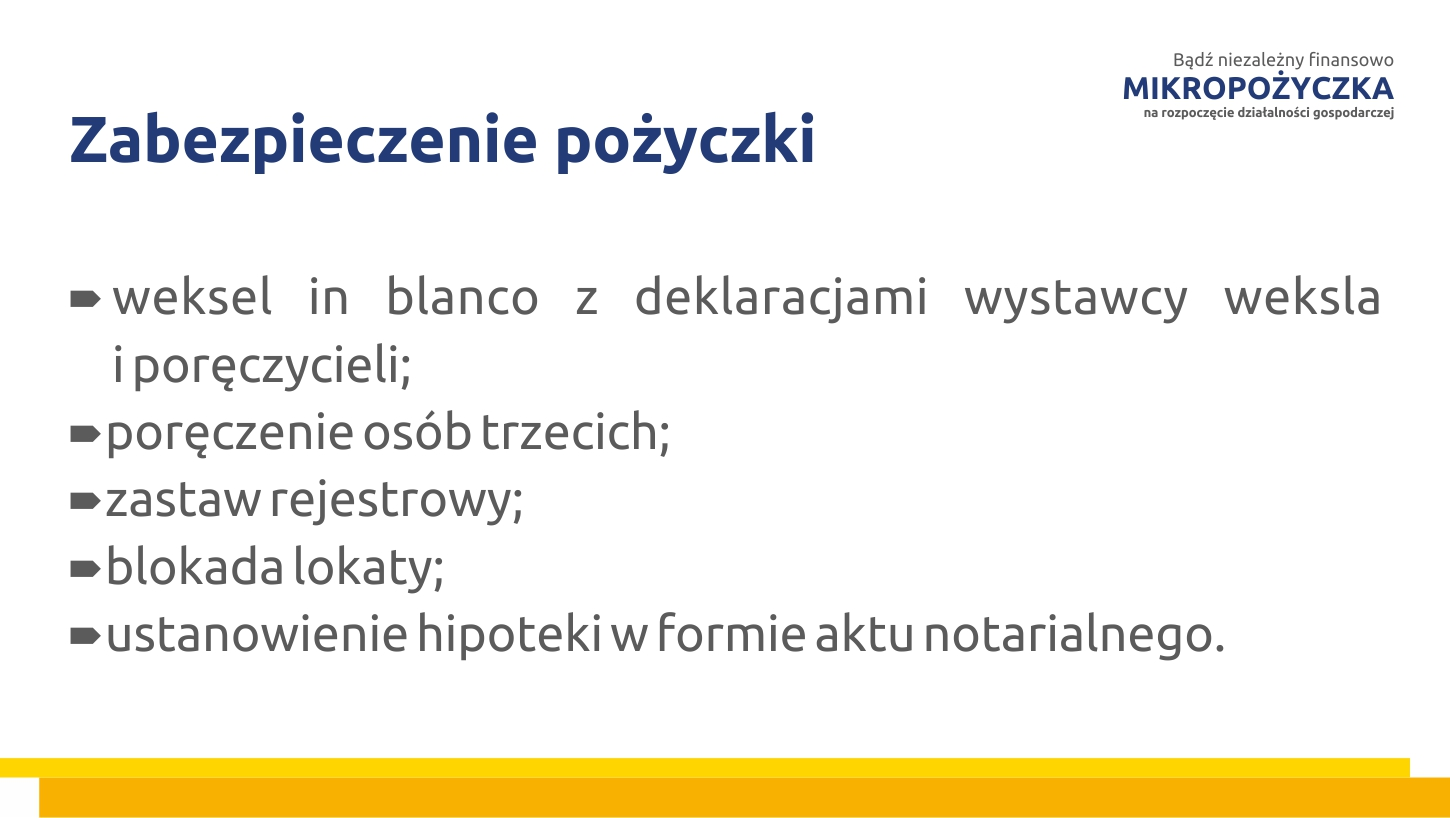 Bądź niezależny finansowo
MIKROPOŻYCZKA
na rozpoczęcie działalności gospodarczej
Zabezpieczenie pożyczki
weksel in blanco z deklaracjami wystawcy weksla
i poręczycieli;
poręczenie osób trzecich;
zastaw rejestrowy;
blokada lokaty;
ustanowienie hipoteki w formie aktu notarialnego.